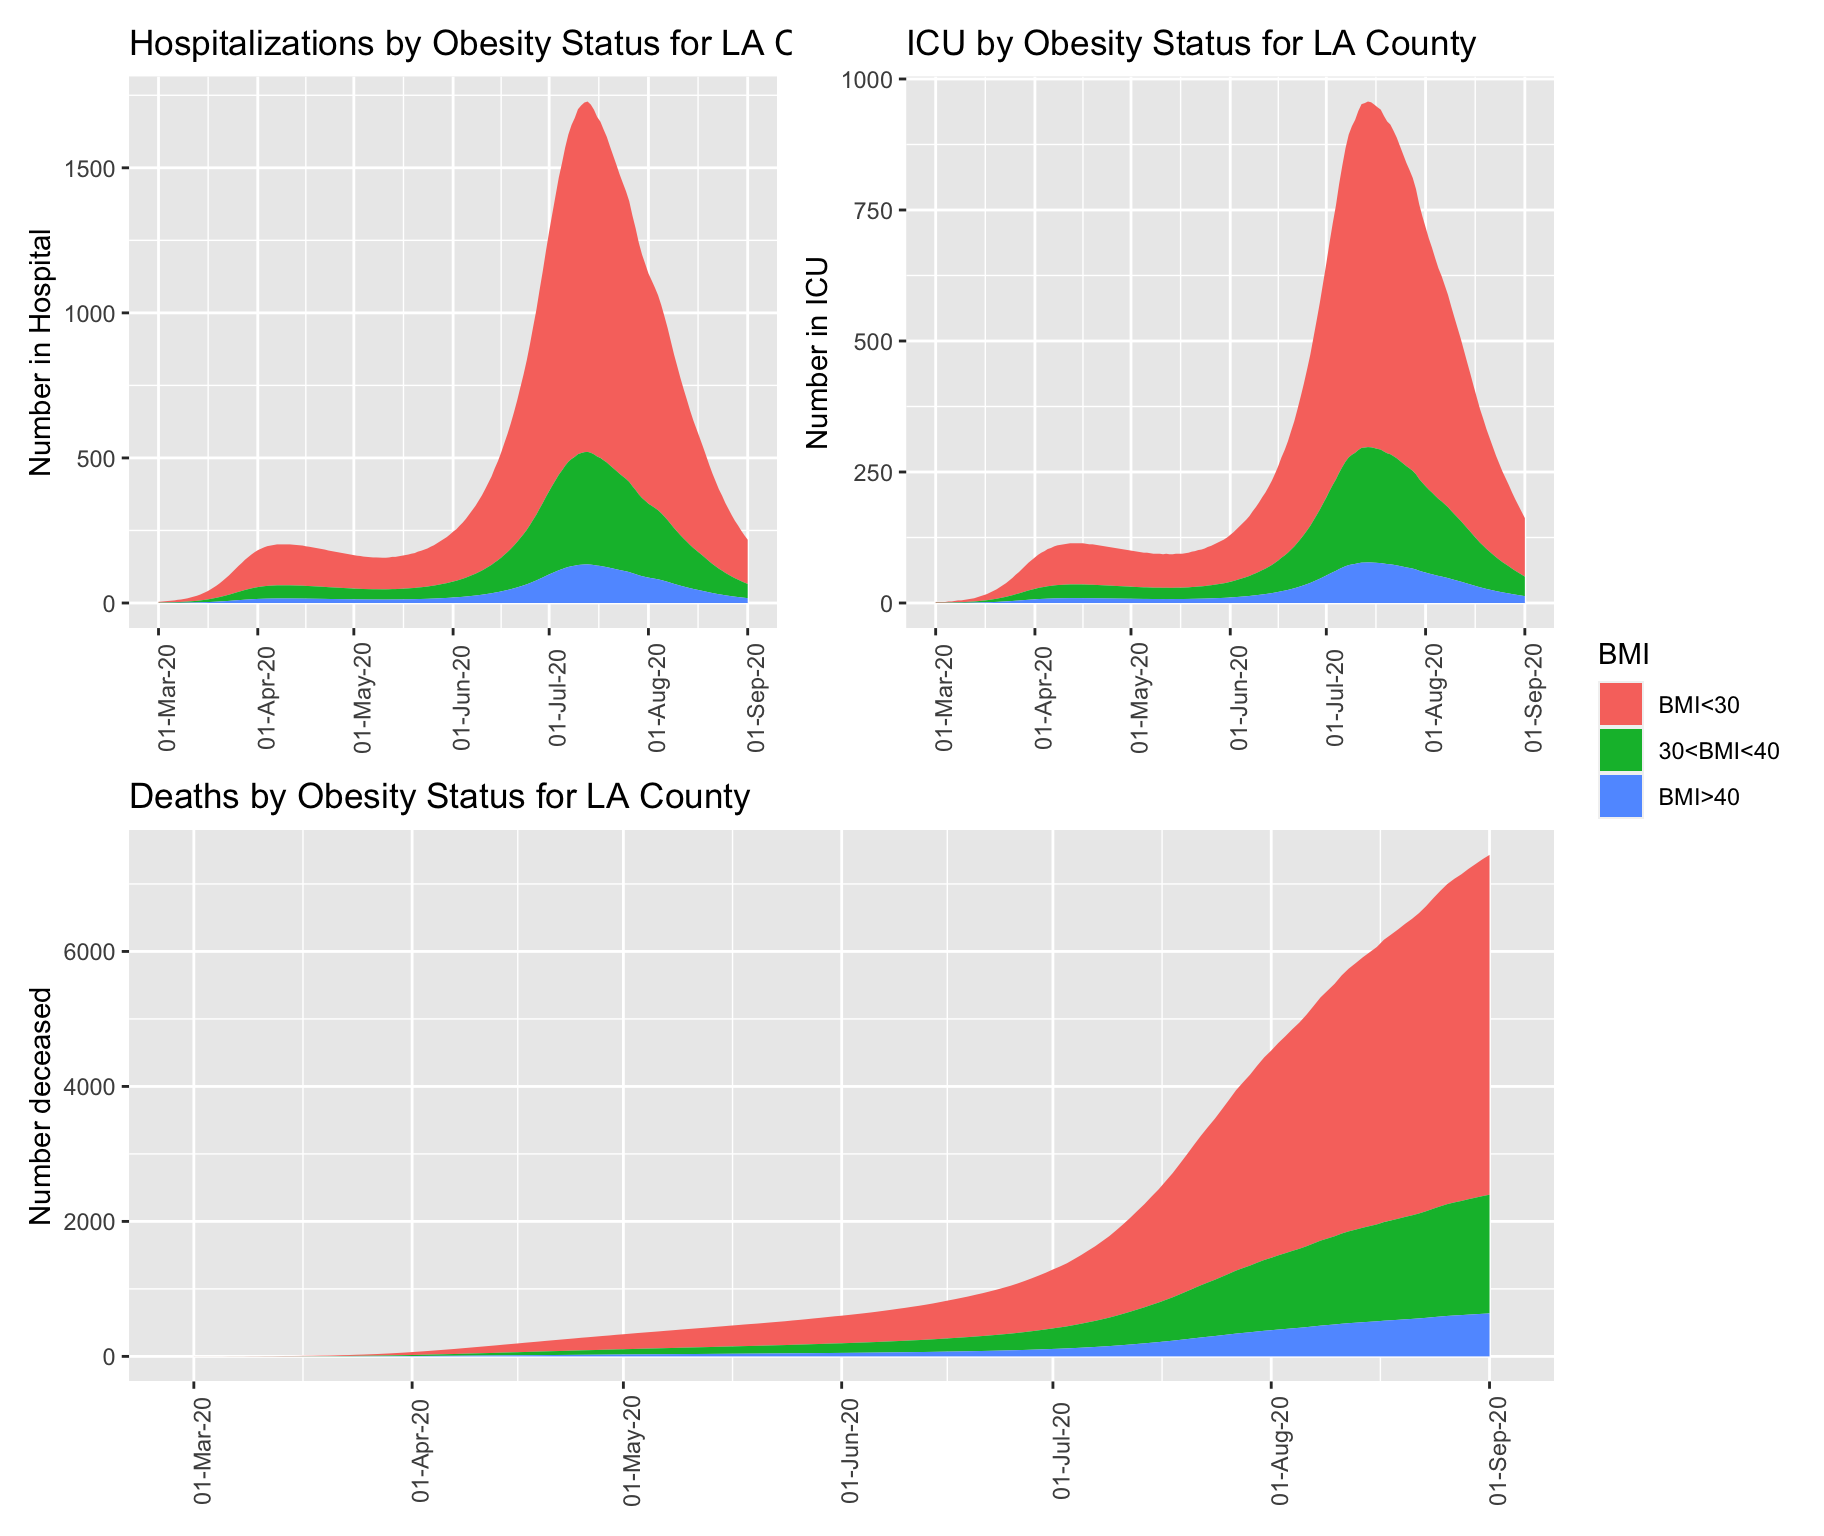 Hospitalizations by Obesity Status for LA C
Number in Hospital
1500
1000
500
0
01-Mar-20
01-Apr-20
01-May-20
01-Jun-20
01-Jul-20
01-Aug-20
01-Sep-20
ICU by Obesity Status for LA County
Number in ICU
1000
750
500
250
0
01-Mar-20
01-Apr-20
01-May-20
01-Jun-20
01-Jul-20
01-Aug-20
01-Sep-20
BMI
BMI<30
30<BMI<40
BMI>40
Deaths by Obesity Status for LA County
Number deceased
6000
4000
2000
0
01-Mar-20
01-Apr-20
01-May-20
01-Jun-20
01-Jul-20
01-Aug-20
01-Sep-20